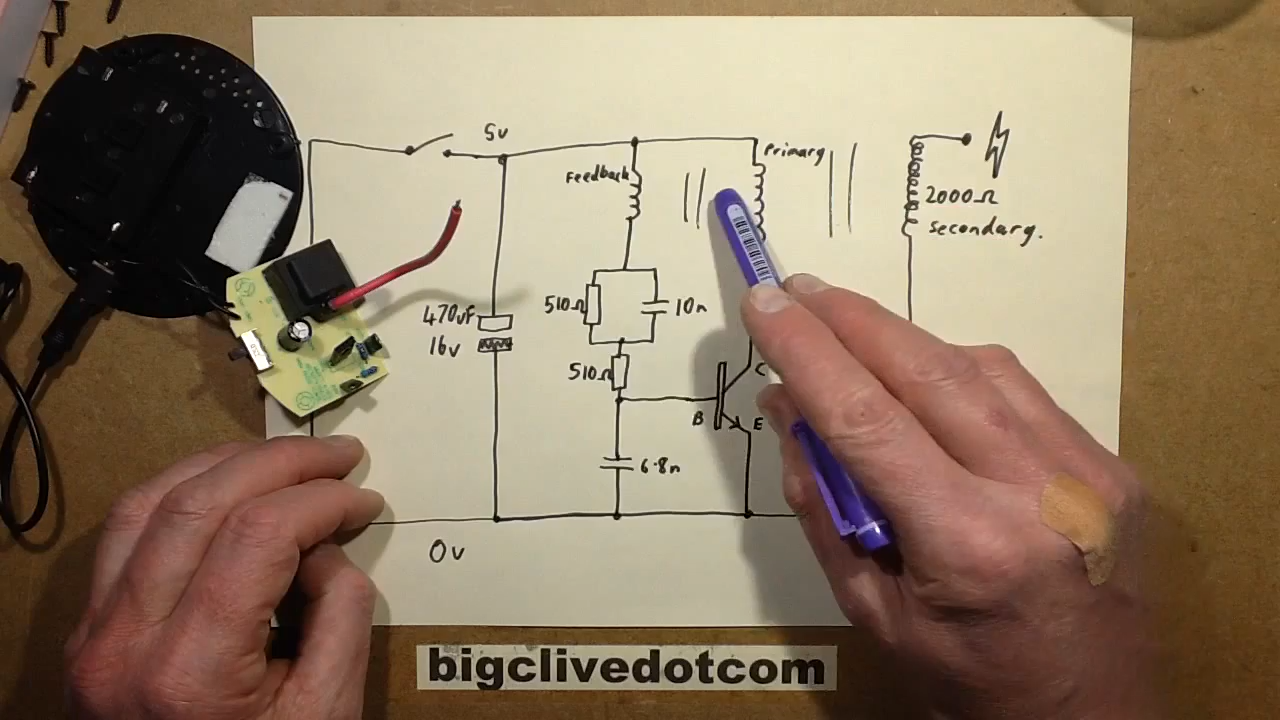 5v
Feedback
Primary
2000Ω
secondary.
510Ω
10n
470uF
16v
510Ω
C
B
E
6.8n
0v
bigclivedotcom